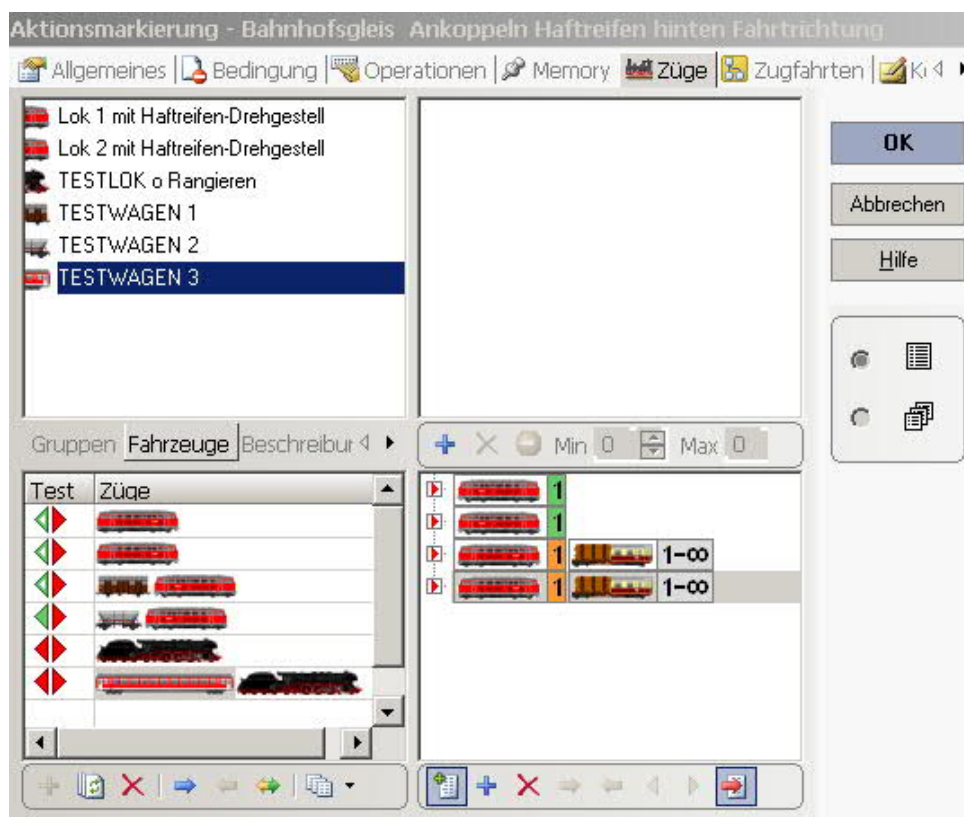 Aktionsmarkierung - Bahnhofsgleis Ankoppeln Haftreifen hinten Fahrtrichtung
Allgemeines Bedingung Operationen Memory Züge Zugfahrten
Lok 1 mit Haftreifen-Drehgestell
Lok 2 mit Haftreifen-Drehgestell
TESTLOK o Rangieren
TESTWAGEN 1
TESTWAGEN 2
TESTWAGEN 3
OK
Abbrechen
Hilfe
Gruppen Fahrzeuge Beschreibur
Min 0 Max 0
Test Züge
1
1
1 1-∞
1 1-∞